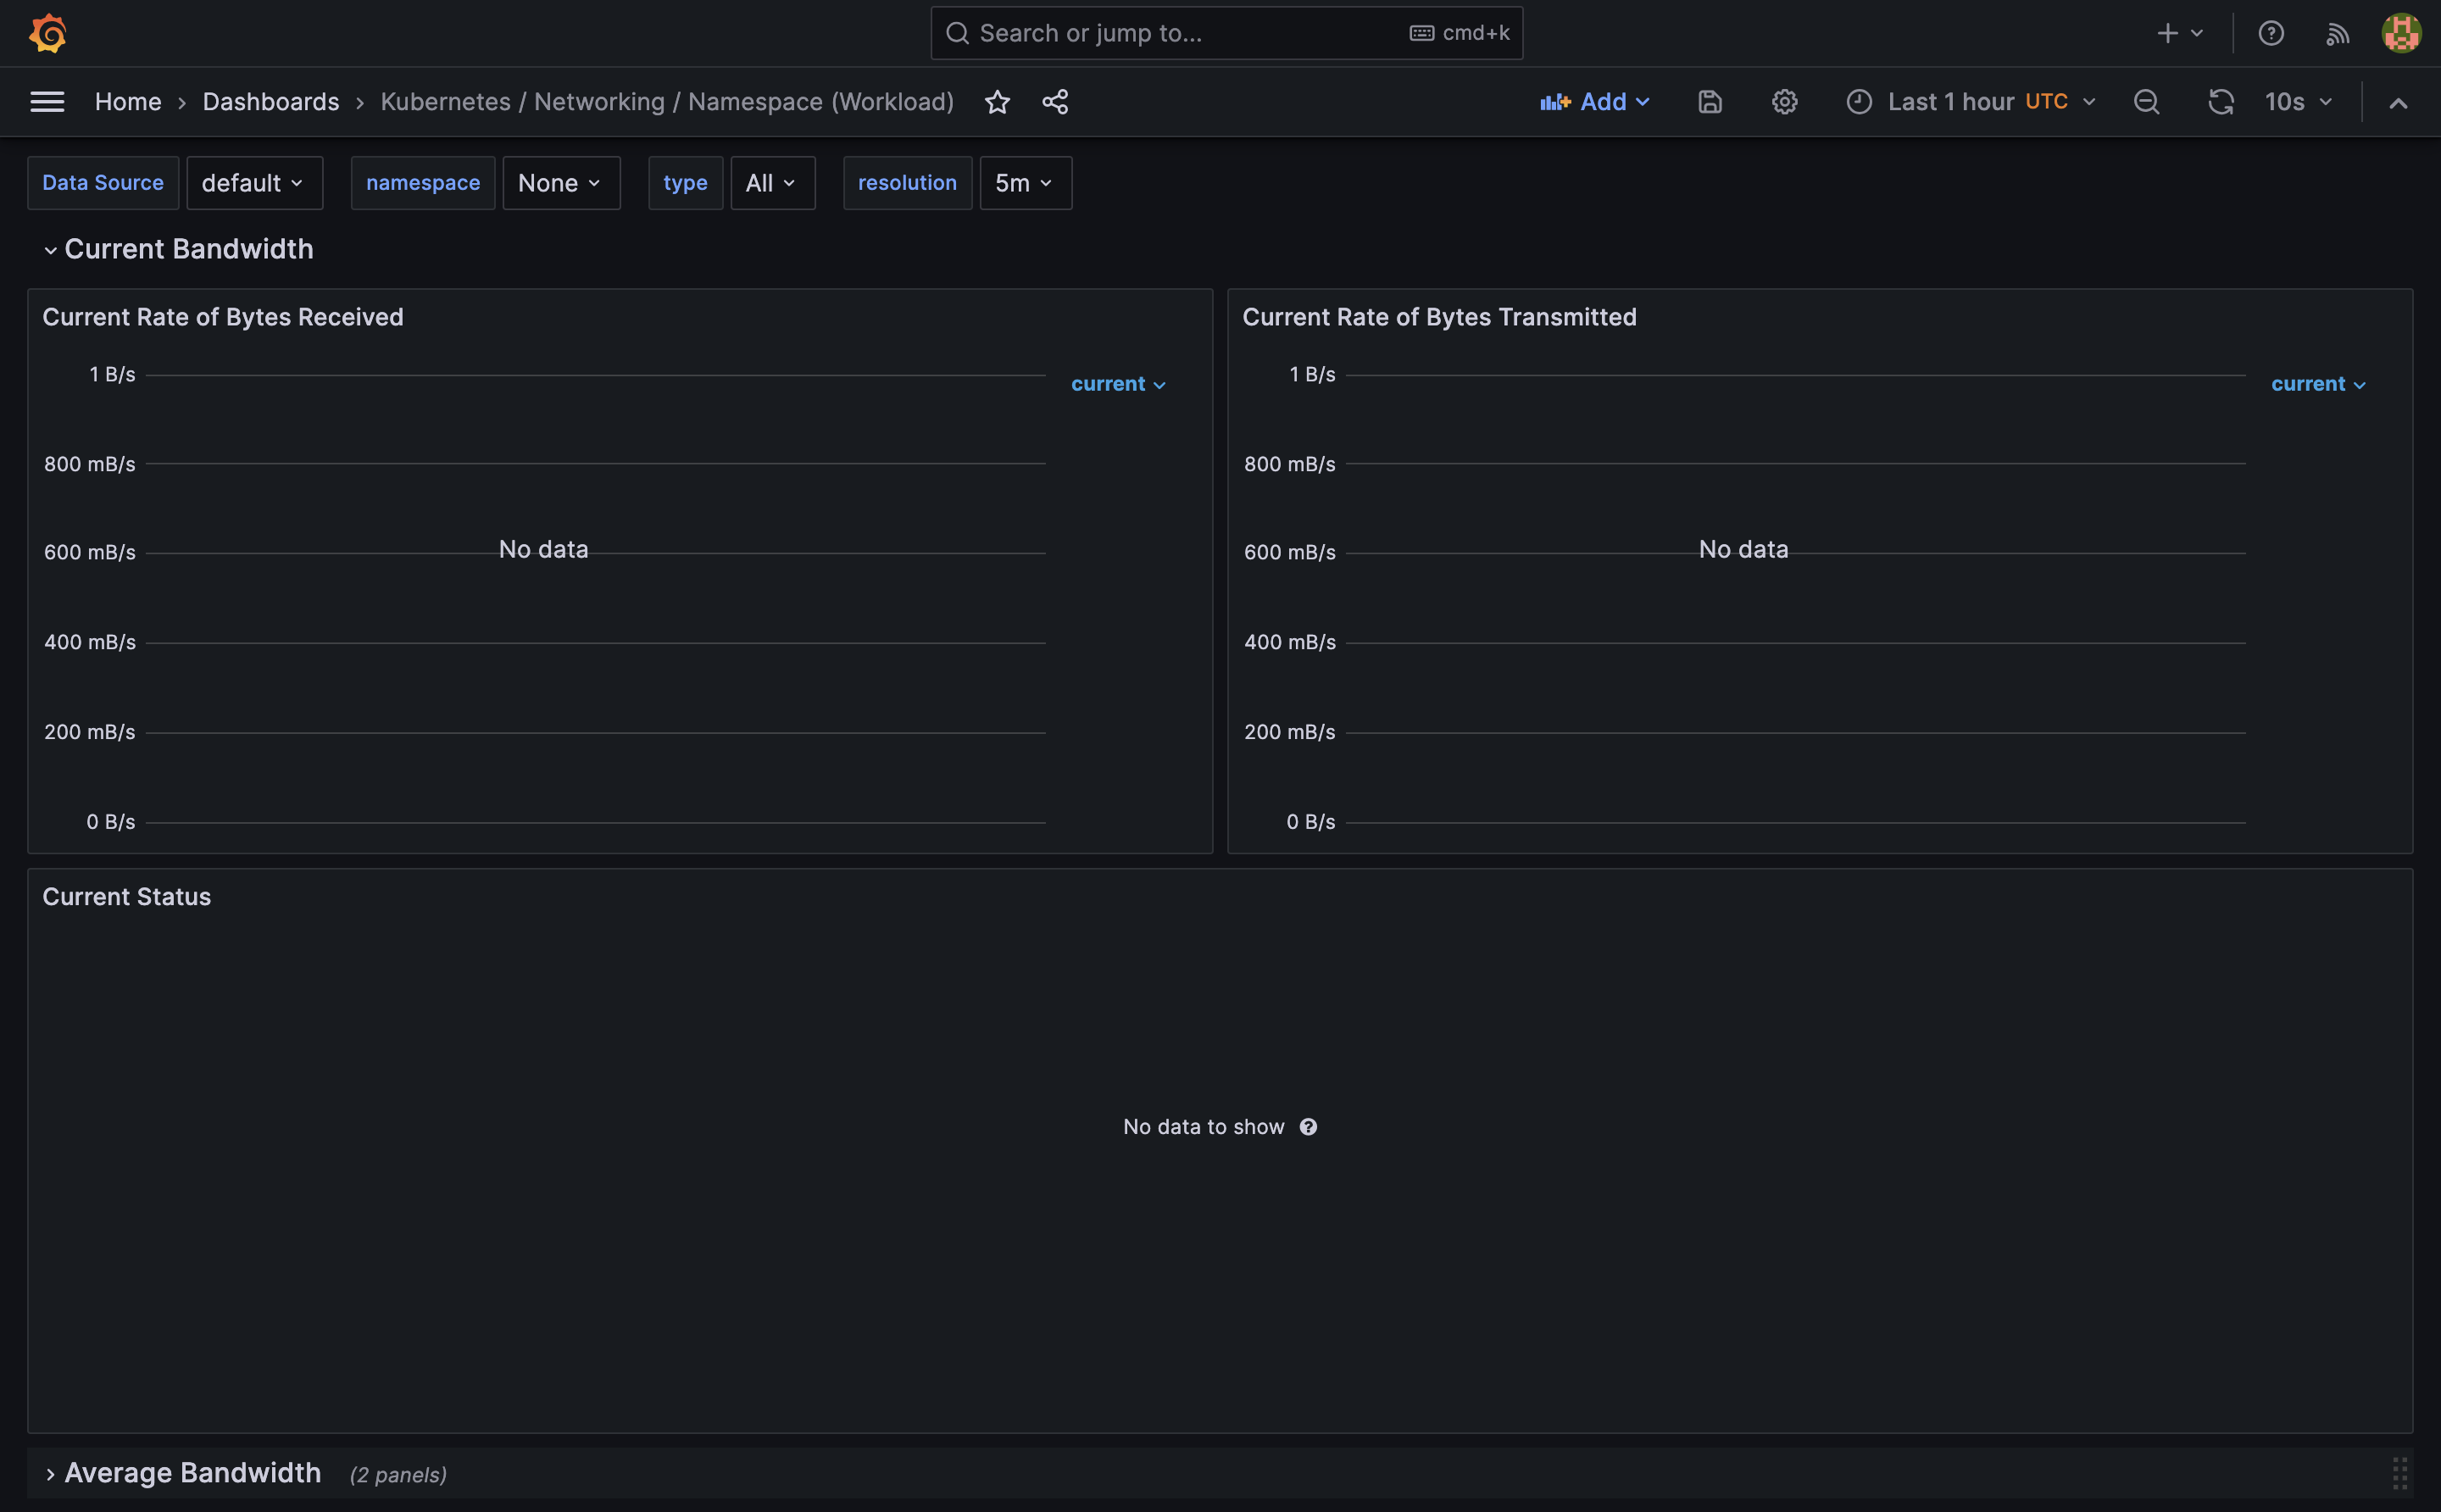 Search or jump to...
cmd+k
Home › Dashboards › Kubernetes / Networking / Namespace (Workload)
Add
Last 1 hour UTC
10s
Data Source default namespace None type All resolution 5m
Current Bandwidth
Current Rate of Bytes Received
1 B/s
current
800 mB/s
600 mB/s
No data
400 mB/s
200 mB/s
0 B/s
Current Rate of Bytes Transmitted
1 B/s
current
800 mB/s
600 mB/s
No data
400 mB/s
200 mB/s
0 B/s
Current Status
No data to show
Average Bandwidth (2 panels)